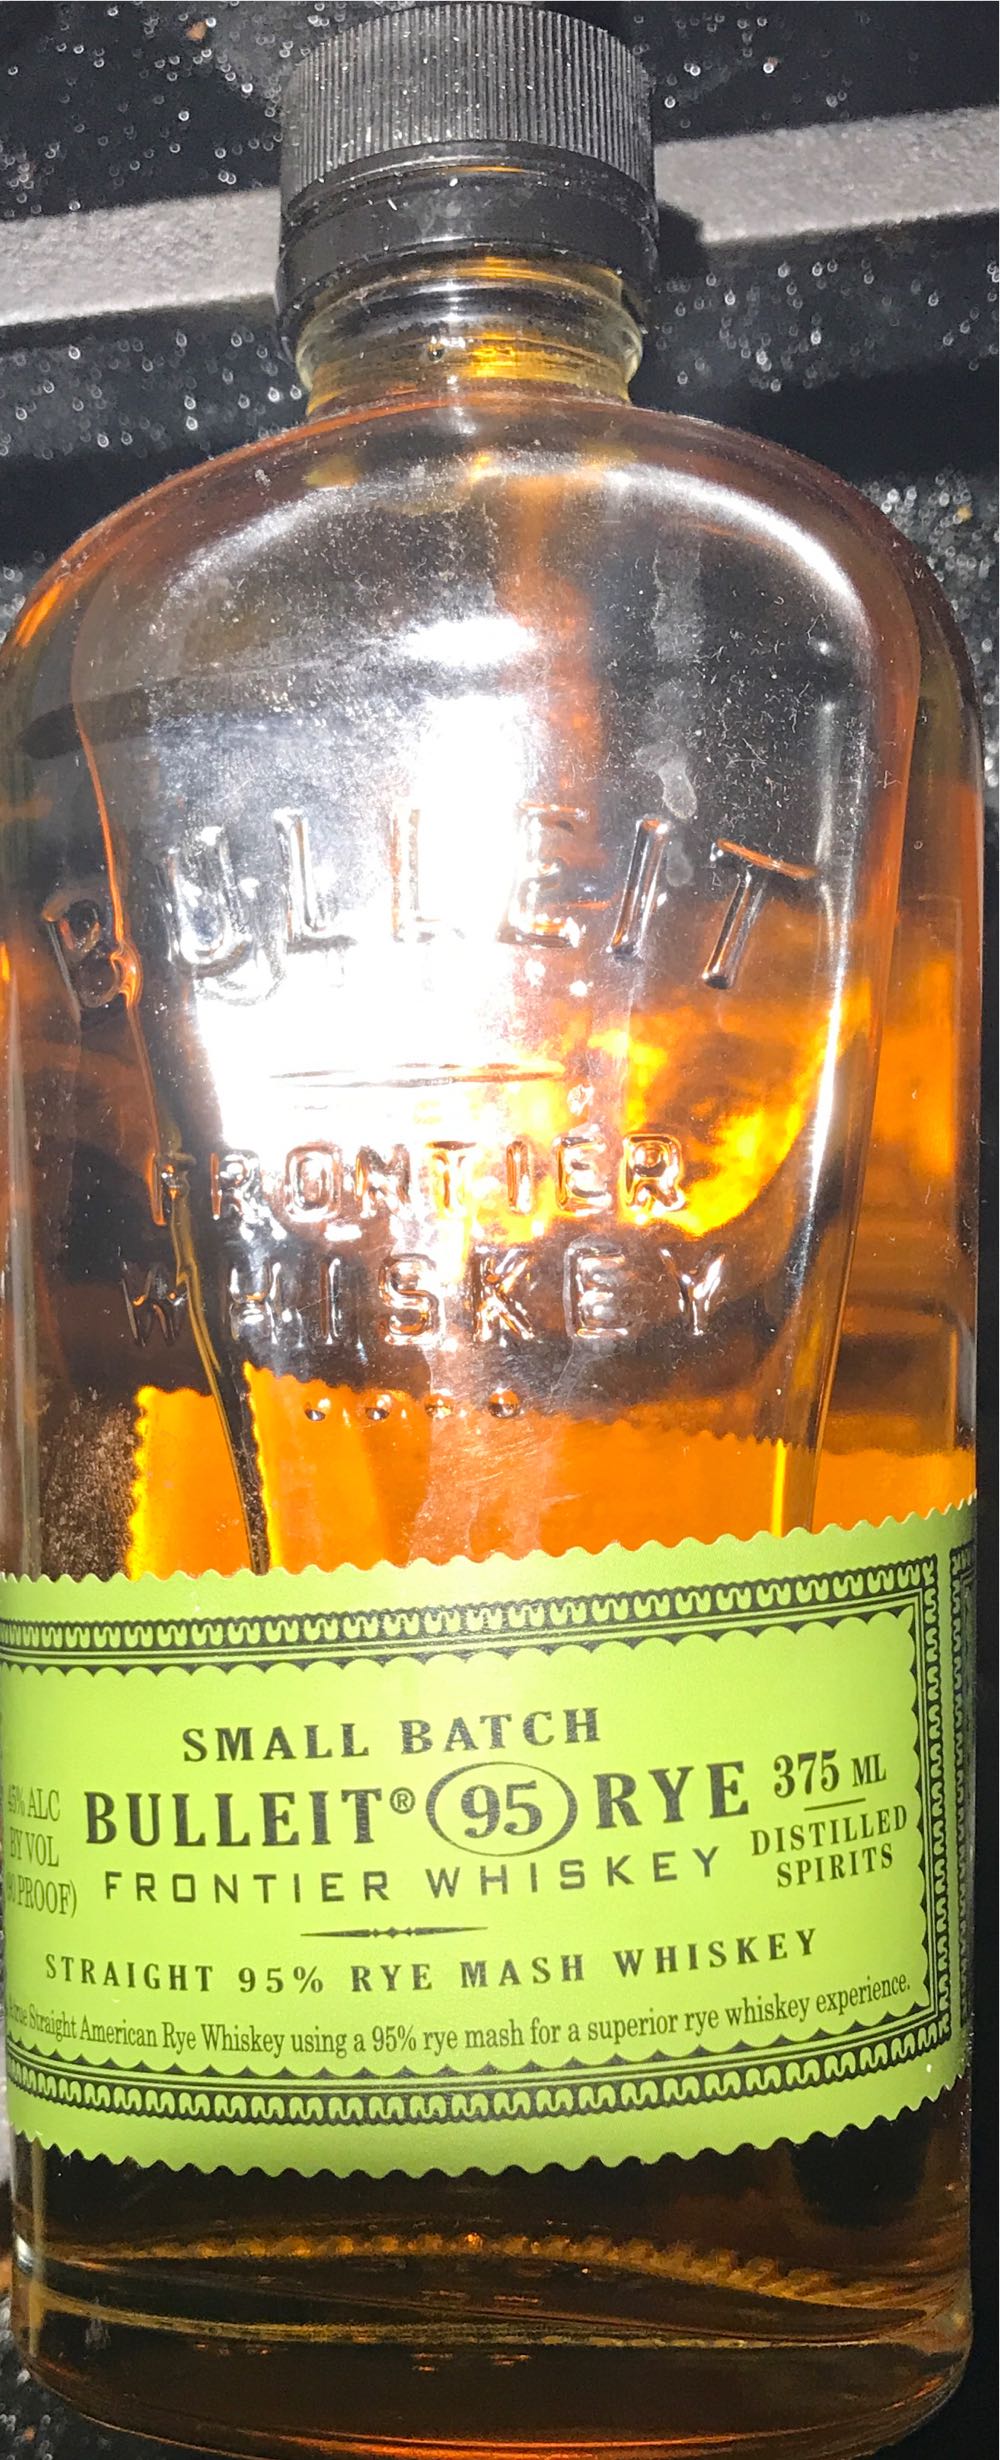 BULLEIT
FRONTIER
WHISKEY
SMALL BATCH
45% ALC
BY VOL
PROOF)
BULLEIT® 95 RYE
FRONTIER WHISKEY
375 ML
DISTILLED
SPIRITS
STRAIGHT 95% RYE MASH WHISKEY
Straight American Rye Whiskey using a 95% rye mash for a superior rye whiskey experience.